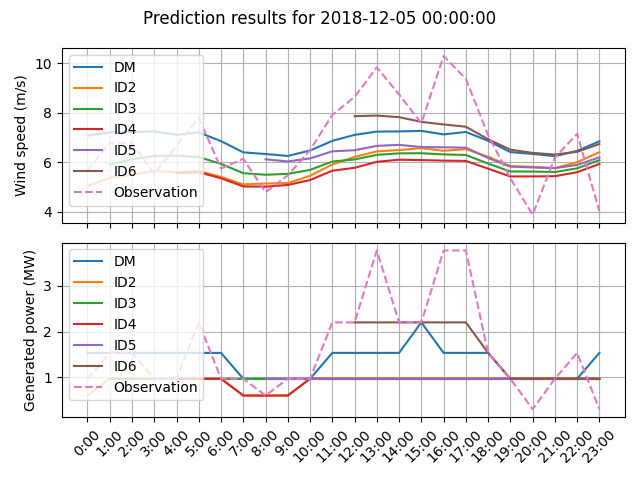 Prediction results for 2018-12-05 00:00:00
Wind speed (m/s)
10
8
6
4
DM
ID2
ID3
ID4
ID5
ID6
Observation
Generated power (MW)
3
2
1
DM
ID2
ID3
ID4
ID5
ID6
Observation
0:00
1:00
2:00
3:00
4:00
5:00
6:00
7:00
8:00
9:00
10:00
11:00
12:00
13:00
14:00
15:00
16:00
17:00
18:00
19:00
20:00
21:00
22:00
23:00